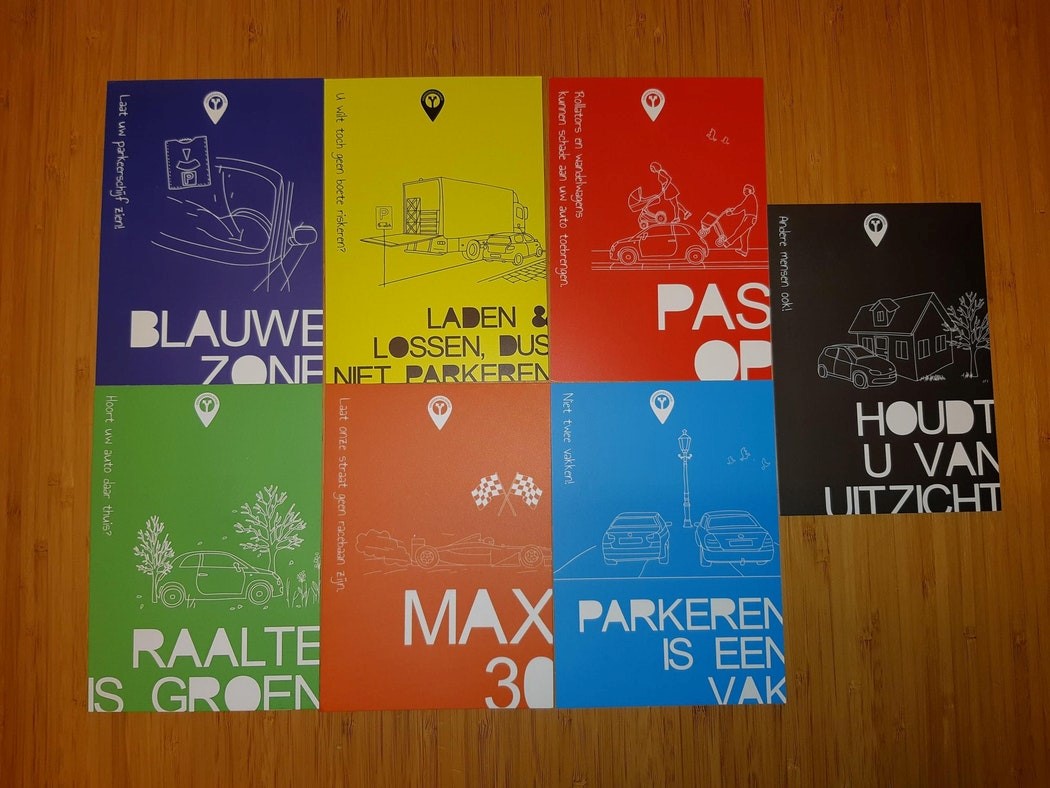 Laat uw parkeerschijf zien!
P
BLAUWE
ZONE
U wilt toch geen boete riskeren?
P
LADEN &
LOSSEN, DUS
NIET PARKEREN
Rollators en wandelwagens
kunnen schade aan uw auto toebrengen.
PAS
OP
Andere mensen ook!
HOUDT
U VAN
UITZICHT
Hoort uw auto daar thuis?
RAALTE
IS GROEN
Laat onze straat geen racebaan zijn.
MAX
30
Niet twee vakken!
PARKEREN
IS EEN
VAK